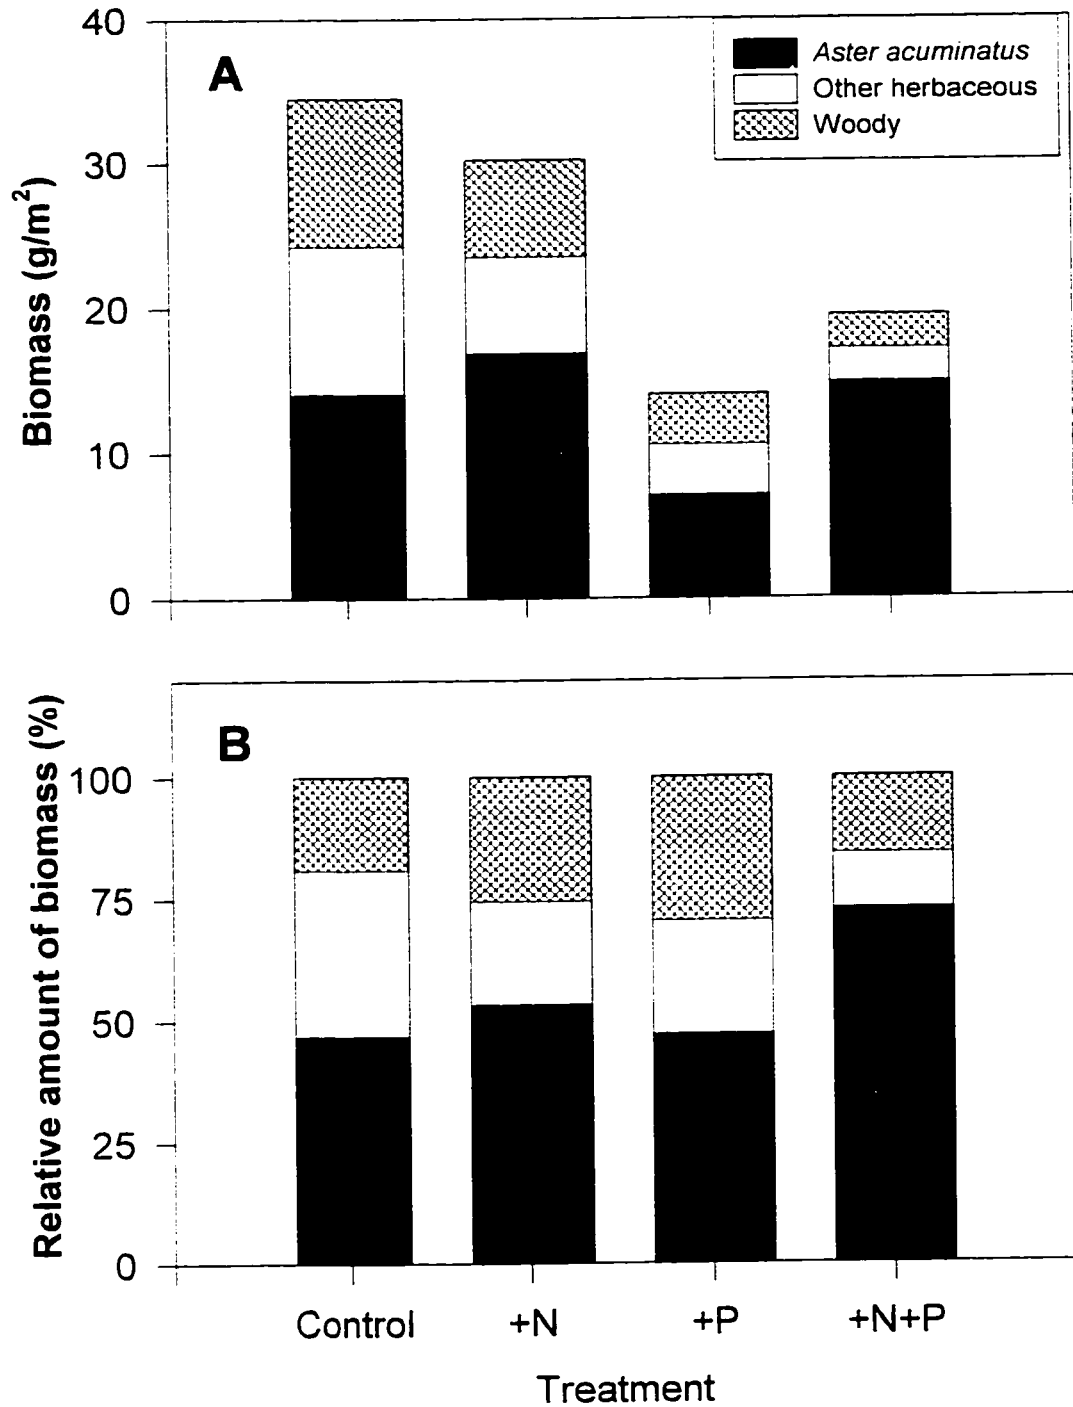 A
Aster acuminatus
Other herbaceous
Woody
Biomass (g/m²)
40
30
20
10
0
B
Relative amount of biomass (%)
100
75
50
25
0
Control
+N
+P
+N+P
Treatment